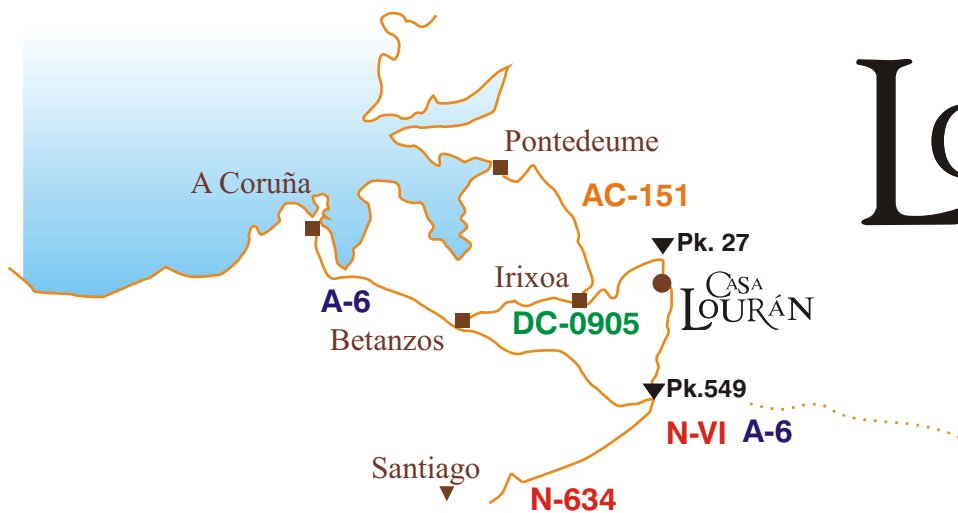 Pontedeume
A Coruña
AC-151
Pk. 27
Irixoa
CASA
LOURÁN
A-6
DC-0905
Betanzos
Pk.549
N-VI A-6
Santiago
N-634